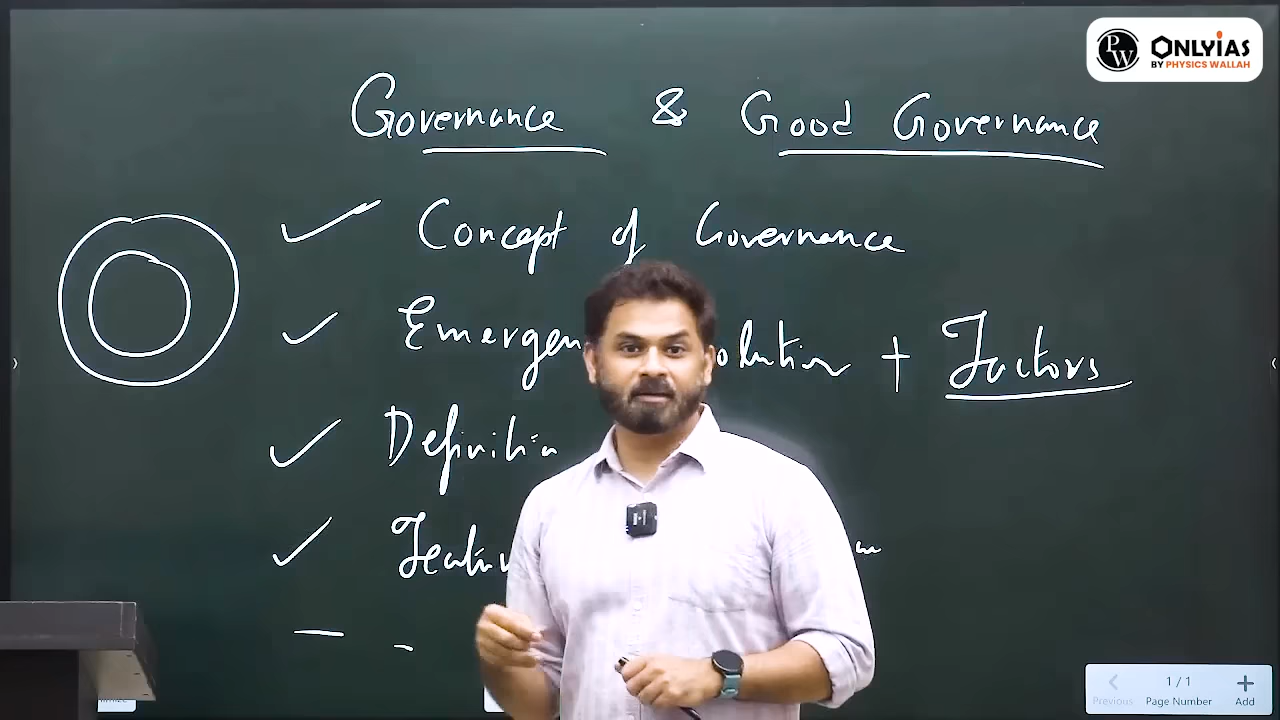 PW ONLYIAS
BY PHYSICS WALLAH
Governance & Good Governance
Concept of Governance
Emergen olution + Factors
Definition
1 / 1
Previous Page Number Add